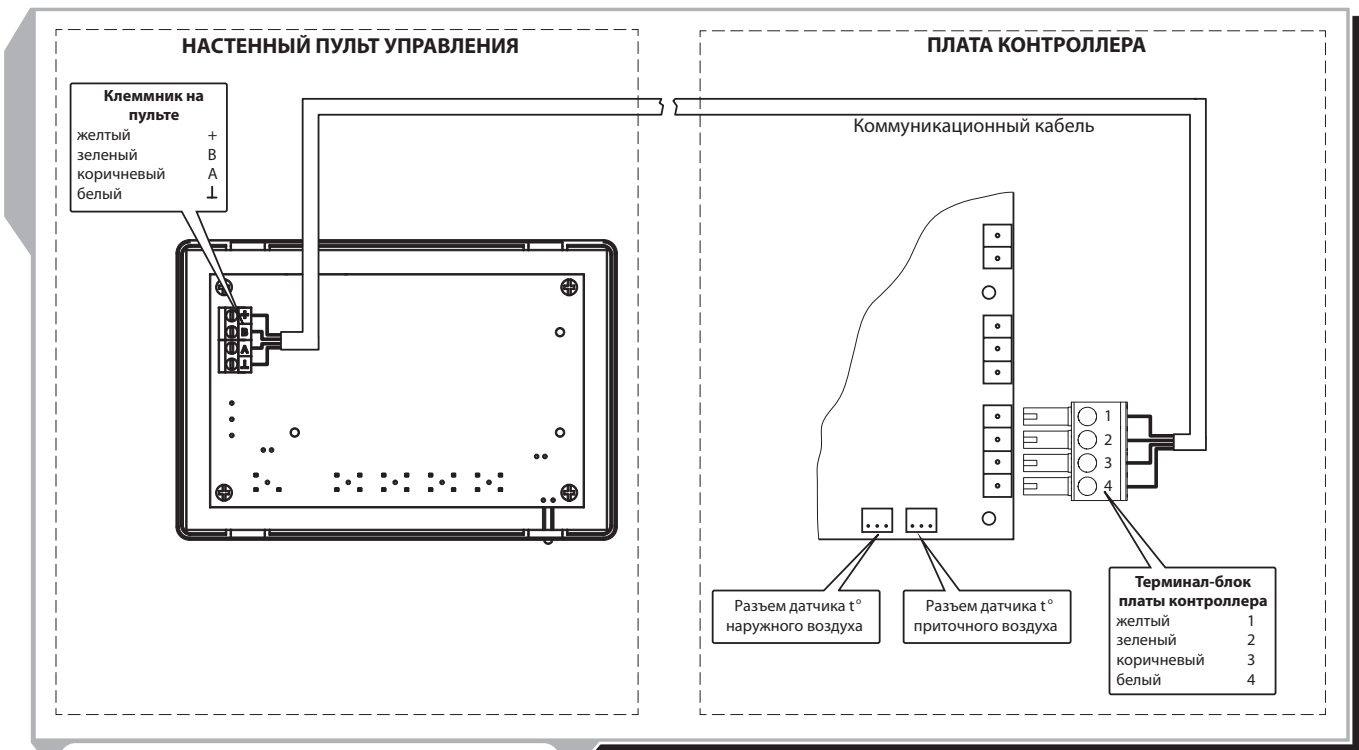 НАСТЕННЫЙ ПУЛЬТ УПРАВЛЕНИЯ
Клеммник на
пульте
желтый +
зеленый B
коричневый A
белый ⊥
+
B
A
⊥
ПЛАТА КОНТРОЛЛЕРА
Коммуникационный кабель
1
2
3
4
Разъем датчика t°
наружного воздуха
Разъем датчика t°
приточного воздуха
Терминал-блок
платы контроллера
желтый 1
зеленый 2
коричневый 3
белый 4